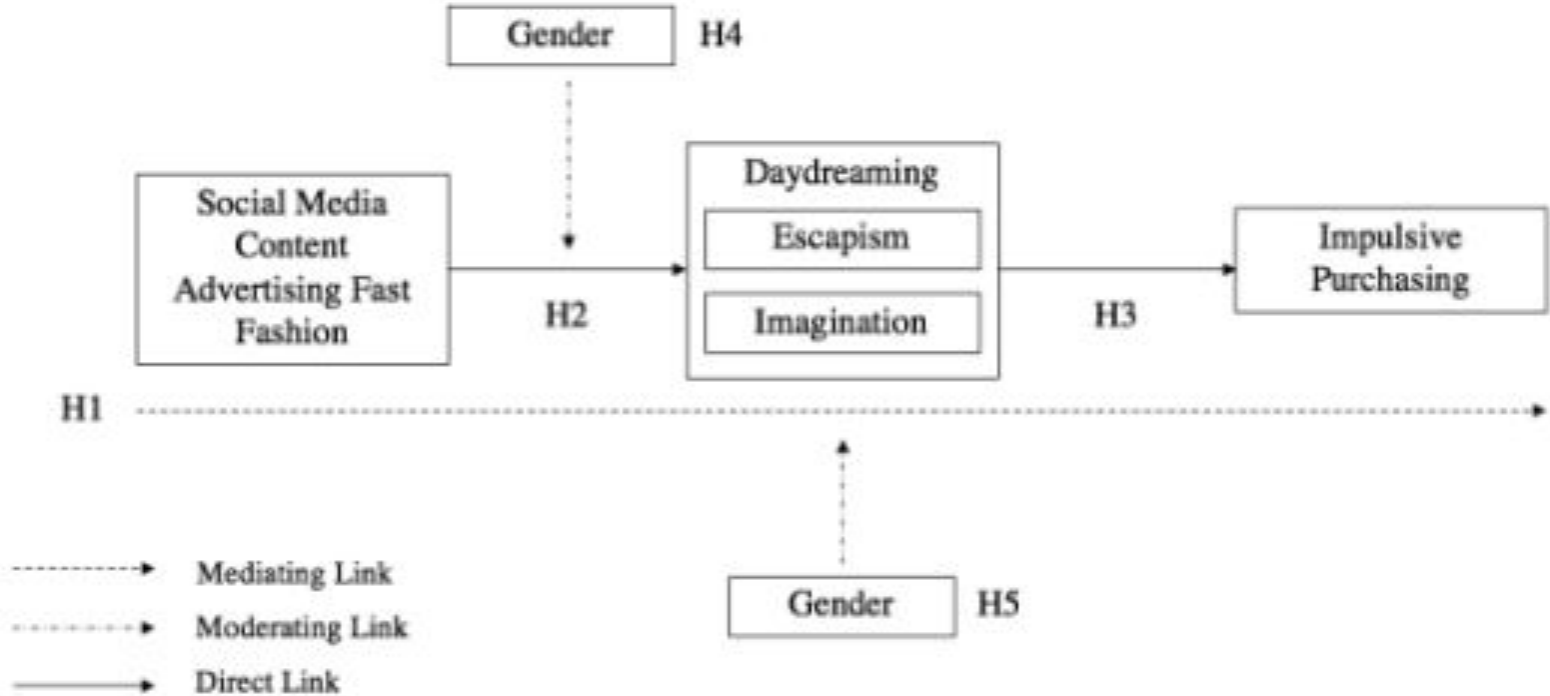 Gender
H4
Social Media
Content
Advertising Fast
Fashion
H2
Daydreaming
Escapism
Imagination
H3
Impulsive
Purchasing
H1
Gender
H5
Mediating Link
Moderating Link
Direct Link